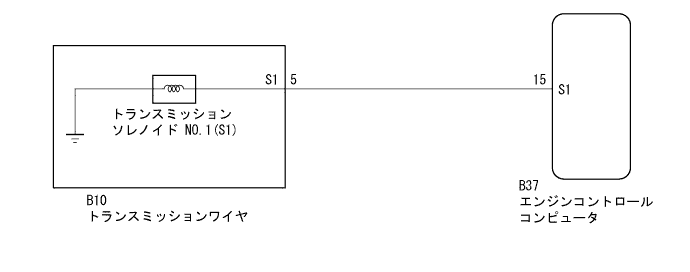 S1 5
15 S1
トランスミッション
ソレノイド NO.1(S1)
B10
トランスミッションワイヤ
B37
エンジンコントロール
コンピュータ